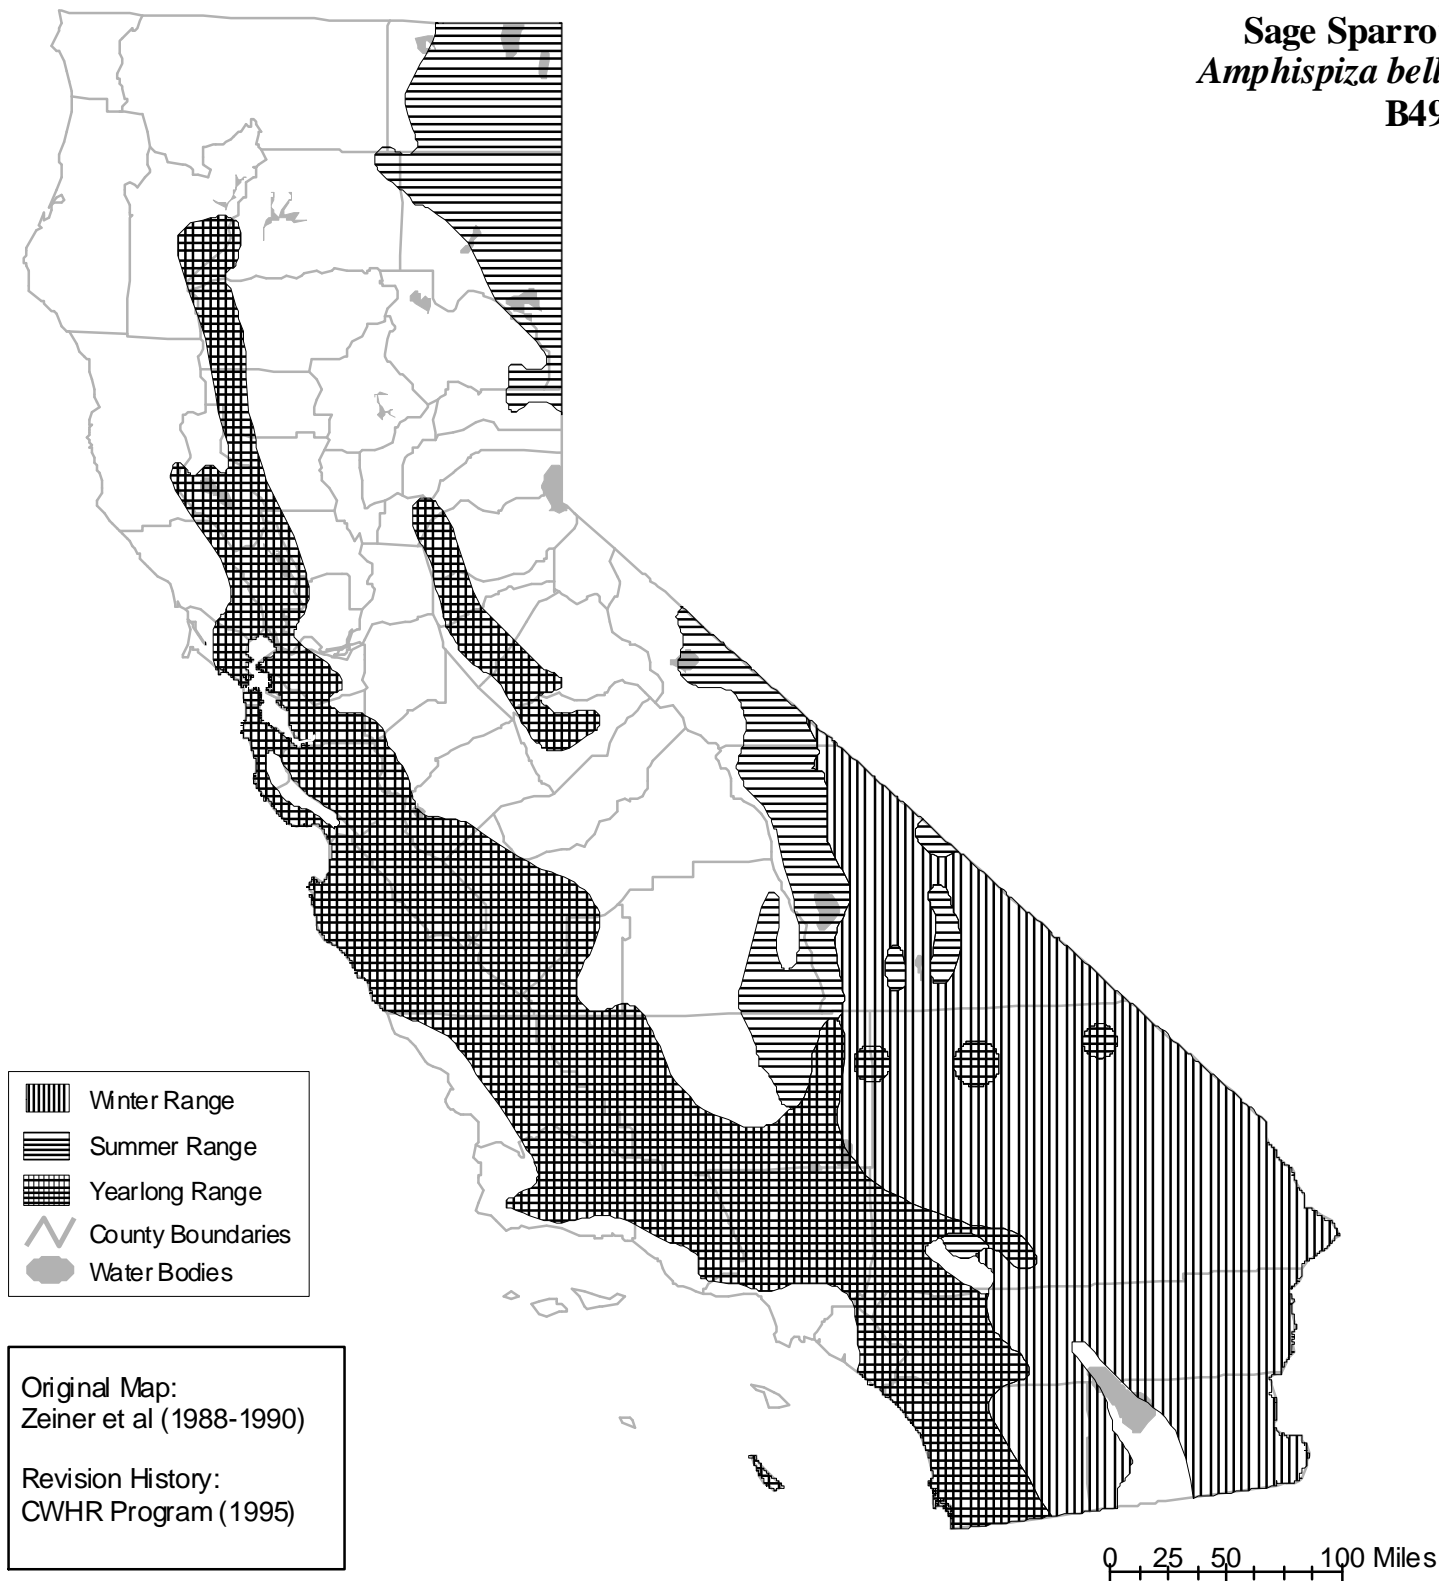 Sage Sparro
Amphispiza bell
B49
Winter Range
Summer Range
Yearlong Range
County Boundaries
Water Bodies
Original Map:
Zeiner et al (1988-1990)
Revision History:
CWHR Program (1995)
0 25 50 100 Miles